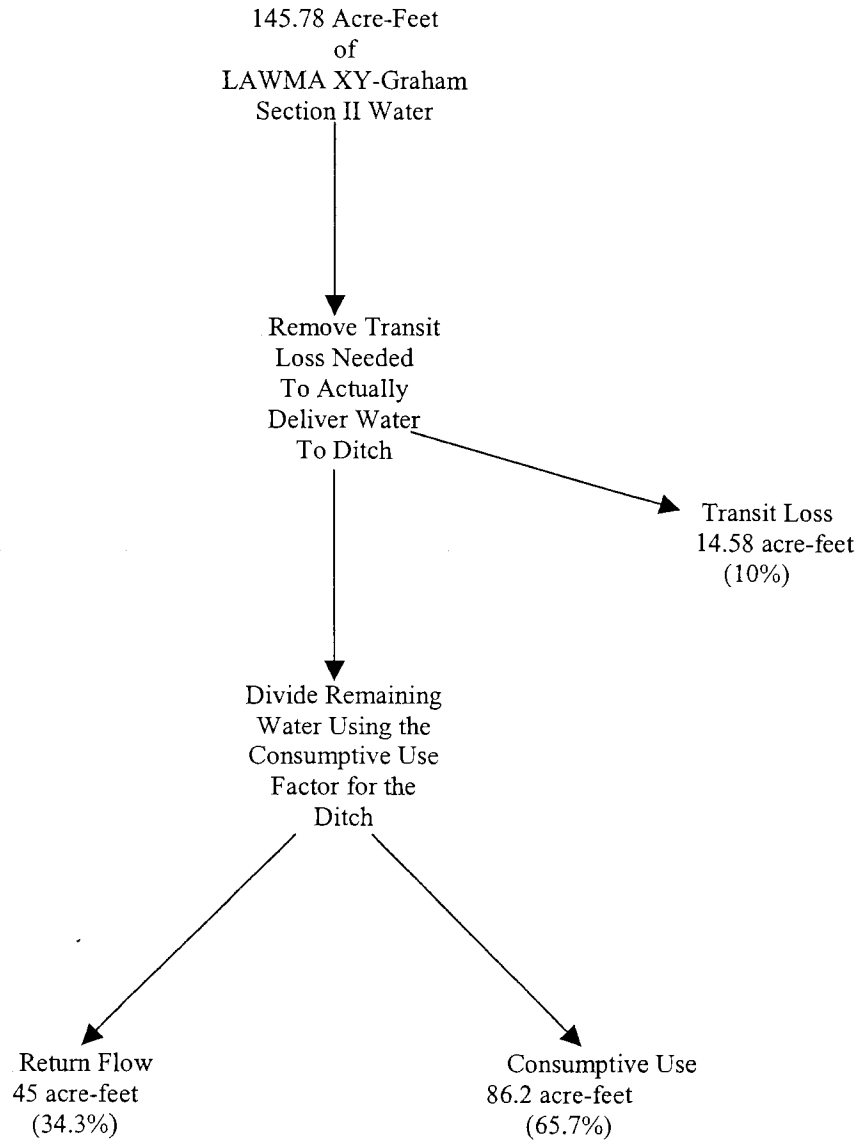 145.78 Acre-Feet
of
LAWMA XY-Graham
Section II Water
Remove Transit
Loss Needed
To Actually
Deliver Water
To Ditch
Transit Loss
14.58 acre-feet
(10%)
Divide Remaining
Water Using the
Consumptive Use
Factor for the
Ditch
Return Flow
45 acre-feet
(34.3%)
Consumptive Use
86.2 acre-feet
(65.7%)